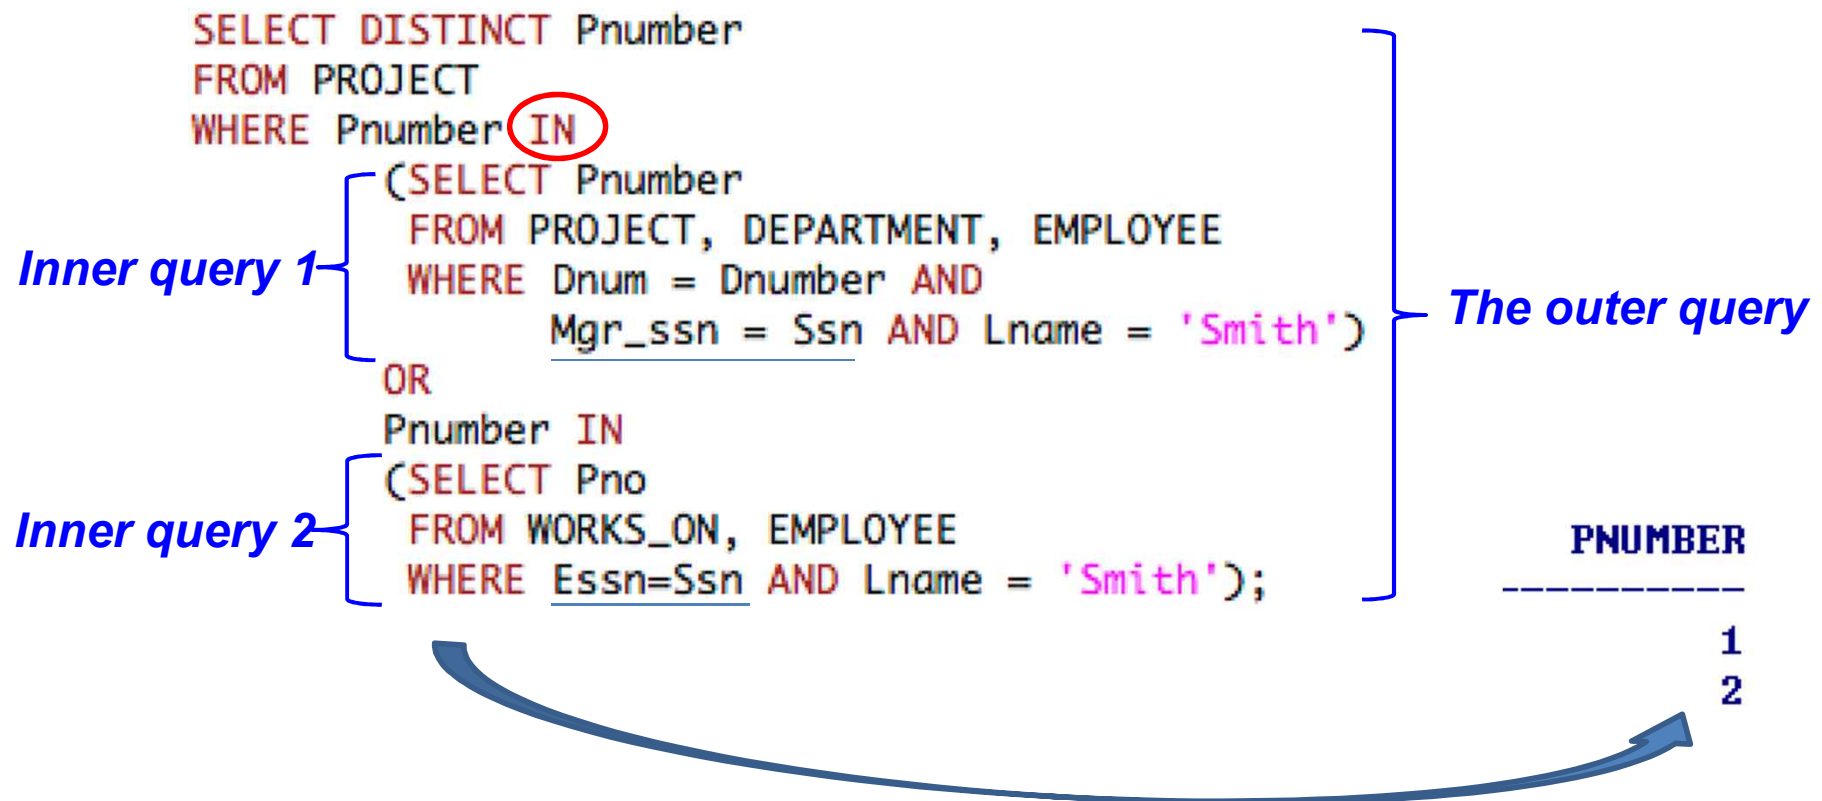 SELECT DISTINCT Pnumber
FROM PROJECT
WHERE Pnumber IN
(SELECT Pnumber
FROM PROJECT, DEPARTMENT, EMPLOYEE
WHERE Dnum = Dnumber AND
Mgr_ssn = Ssn AND Lname = 'Smith')
OR
Pnumber IN
(SELECT Pno
FROM WORKS_ON, EMPLOYEE
WHERE Essn=Ssn AND Lname = 'Smith');
Inner query 1
Inner query 2
The outer query
PNUMBER
----------
1
2